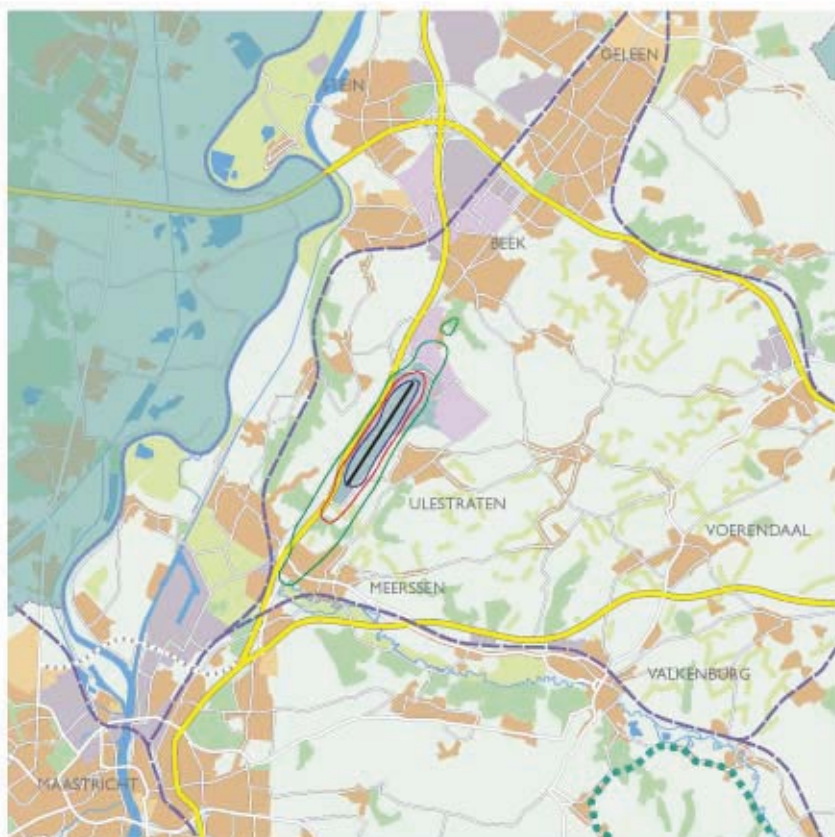 GELEEN
STEIN
BEEK
ULESTRATEN
VOERENDAAL
MEERSSEN
VALKENBURG
MAASTRICHT